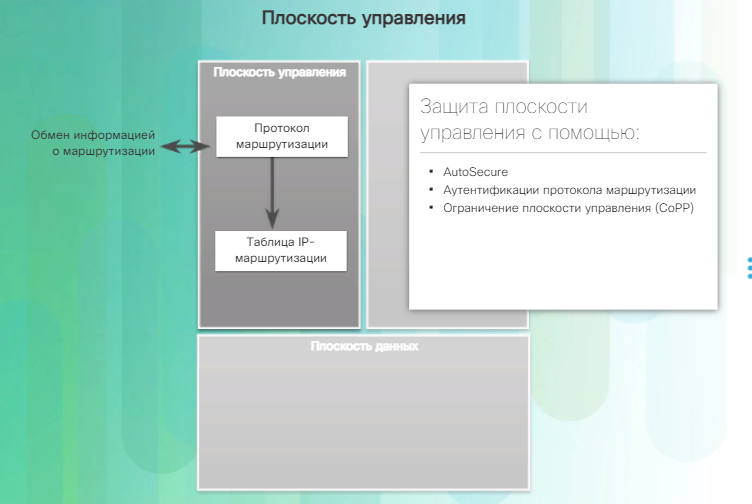 Плоскость управления
Плоскость управления
Обмен информацией
о маршрутизации
Протокол
маршрутизации
Таблица IP-
маршрутизации
Защита плоскости
управления с помощью:
• AutoSecure
• Аутентификации протокола маршрутизации
• Ограничение плоскости управления (CoPP)
Плоскость данных